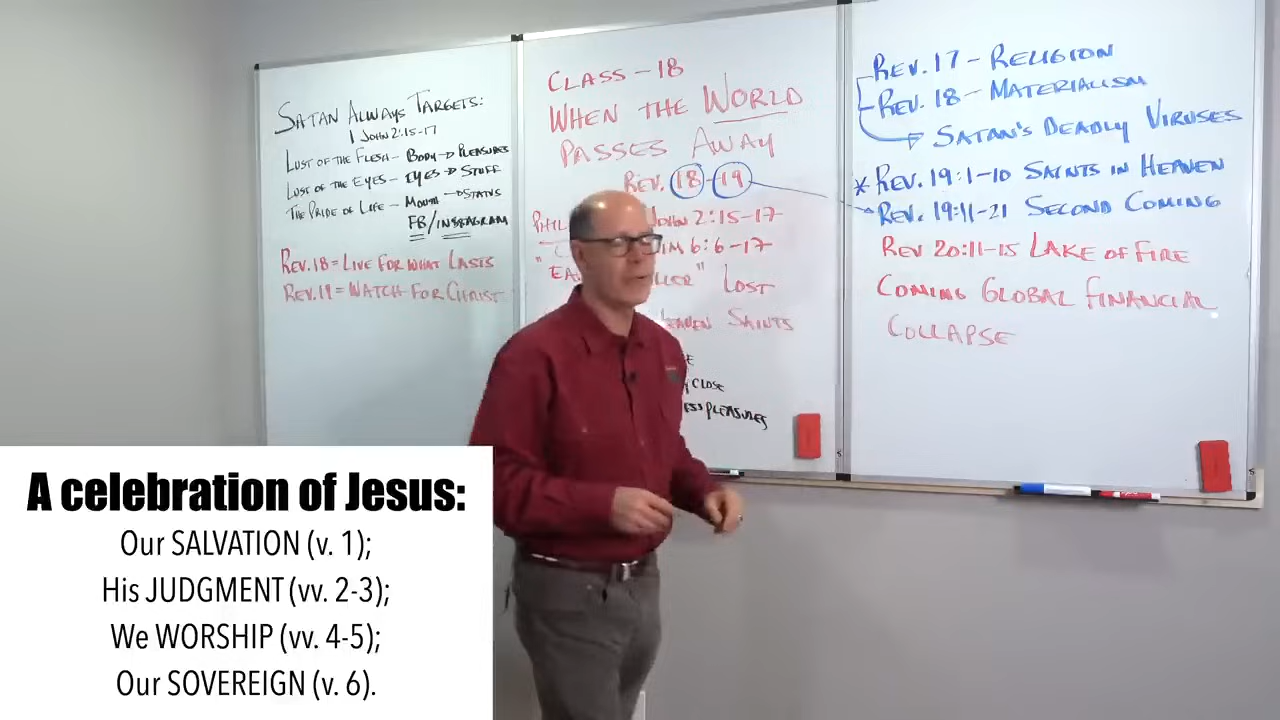 SATAN ALWAYS TARGETS:
1 JOHN 2:15-17
LUST OF THE FLESH - BODY → PLEASURES
LUST OF THE EYES - EYES → STUFF
THE PRIDE OF LIFE - MOUTH → STATUS
FB/INSTAGRAM
REV. 18 = LIVE FOR WHAT LASTS
REV. 19 = WATCH FOR CHRIST
CLASS - 18
WHEN THE WORLD
PASSES AWAY
REV. 18-19
PHIL JOHN 2:15-17
IM 6:6-17
" LOST
SAINTS
CLOSE
PLEASURES
REV. 17 - RELIGION
REV. 18 - MATERIALISM
→ SATAN'S DEADLY VIRUSES
* REV. 19:1-10 SAINTS IN HEAVEN
REV. 19:11-21 SECOND COMING
REV 20:11-15 LAKE OF FIRE
COMING GLOBAL FINANCIAL
COLLAPSE
A celebration of Jesus:
Our SALVATION (v. 1);
His JUDGMENT (vv. 2-3);
We WORSHIP (vv. 4-5);
Our SOVEREIGN (v. 6).